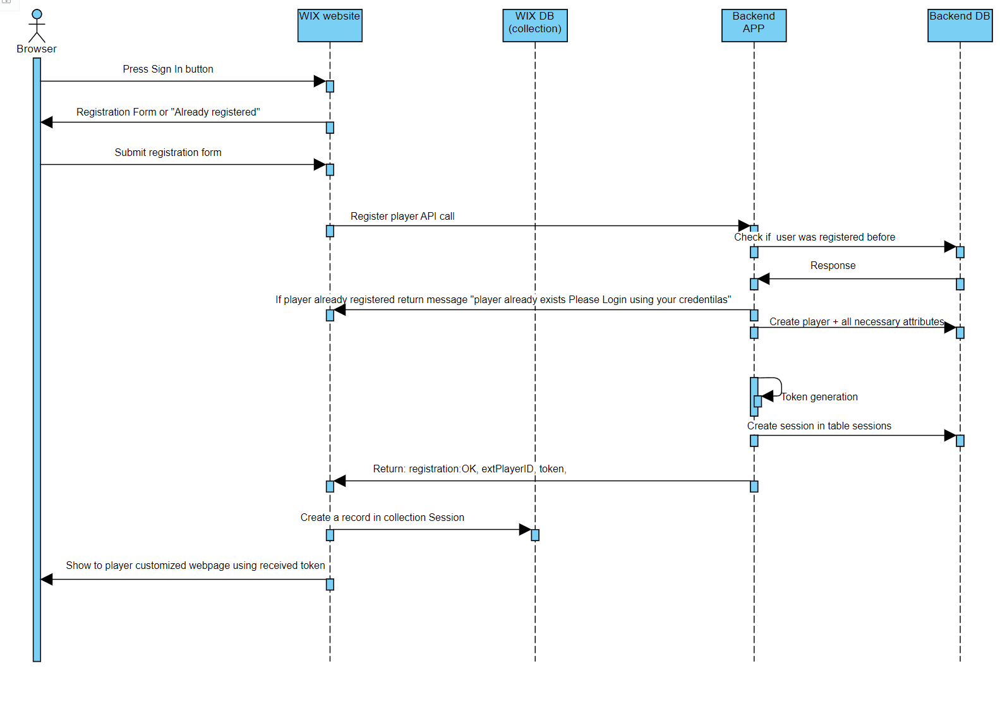 Browser
WIX website
WIX DB
(collection)
Backend
APP
Backend DB
Press Sign In button
Registration Form or "Already registered"
Submit registration form
Register player API call
Check if  user was registered before
Response
If player already registered return message "player already exists Please Login using your credentilas"
Create player + all necessary attributes
Token generation
Create session in table sessions
Return: registration:OK, extPlayerID, token,
Create a record in collection Session
Show to player customized webpage using received token